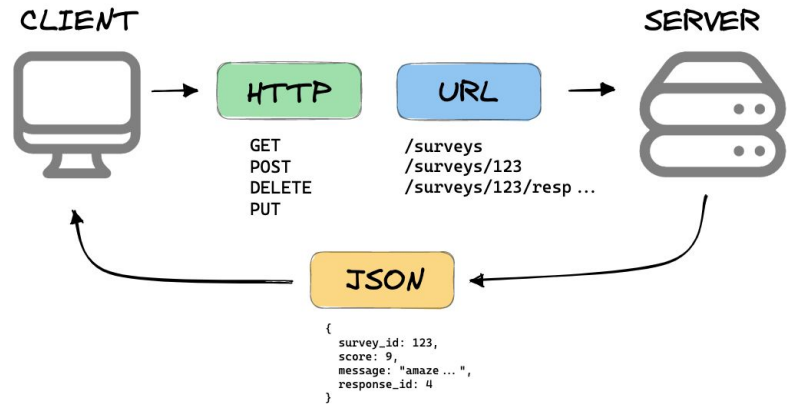 CLIENT
SERVER
HTTP
URL
GET
POST
DELETE
PUT
/surveys
/surveys/123
/surveys/123/resp...
JSON
{
survey_id: 123,
score: 9,
message: "amaze...",
response_id: 4
}